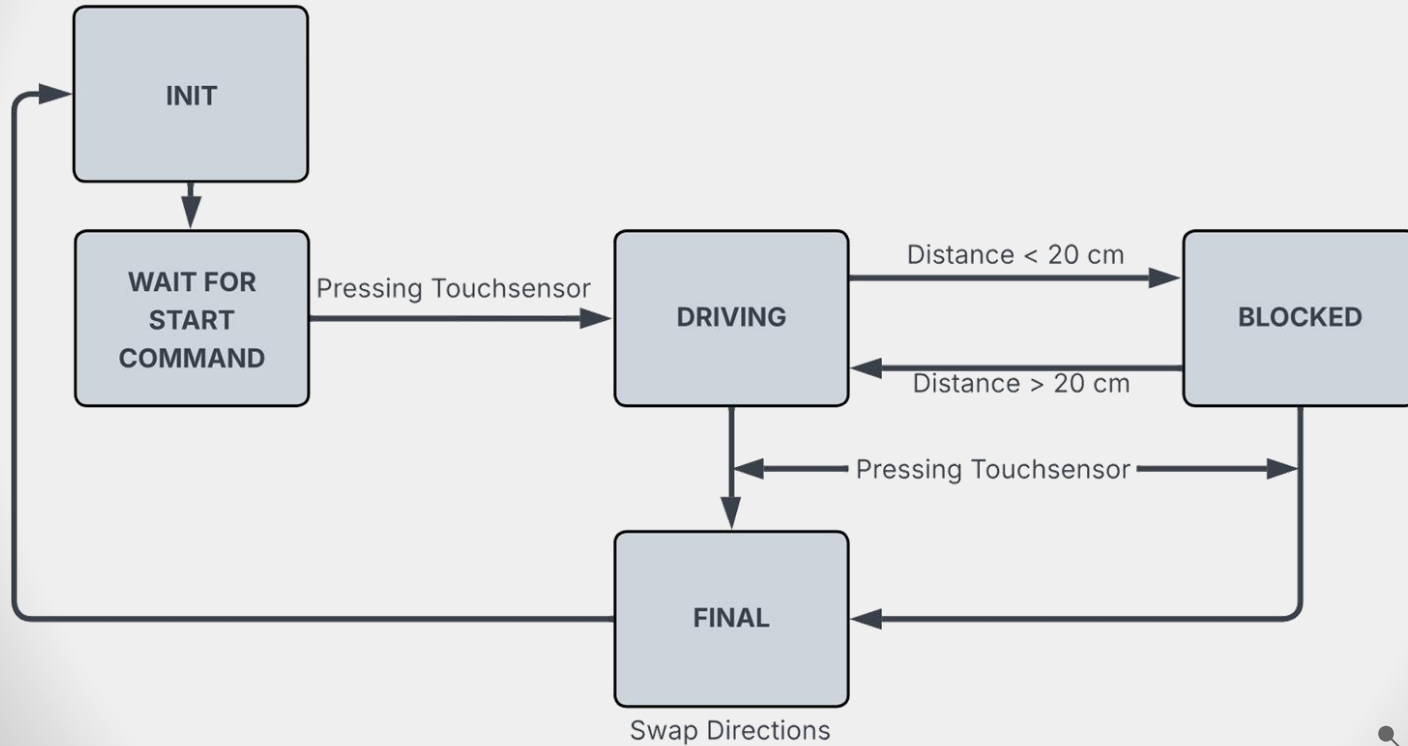 INIT
WAIT FOR
START
COMMAND
Pressing Touchsensor
DRIVING
Distance < 20 cm
BLOCKED
Distance > 20 cm
Pressing Touchsensor
FINAL
Swap Directions